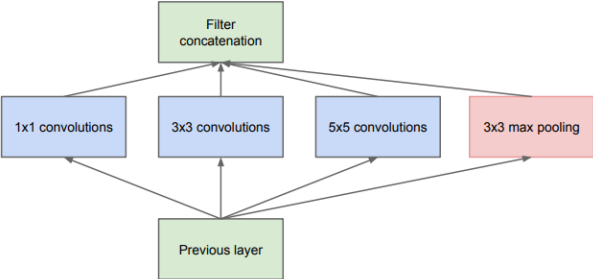 Filter
concatenation
1x1 convolutions
3x3 convolutions
5x5 convolutions
3x3 max pooling
Previous layer